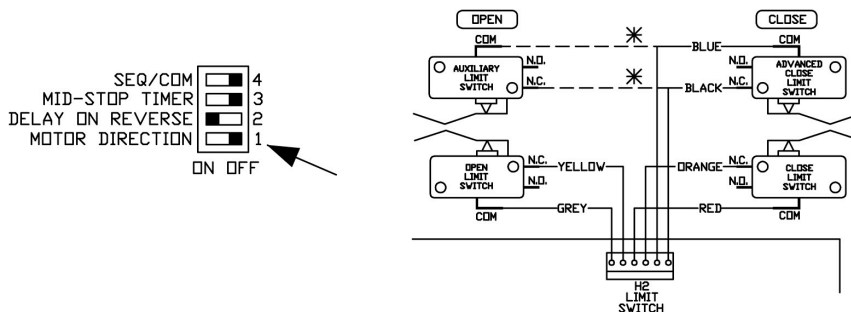 SEQ/COM 4
MID-STOP TIMER 3
DELAY ON REVERSE 2
MOTOR DIRECTION 1
ON OFF
OPEN
CLOSE
COM
COM
BLUE
N.O.
N.O.
AUXILIARY
LIMIT
SWITCH
ADVANCED
CLOSE
LIMIT
SWITCH
N.C.
BLACK
N.C.
N.C.
YELLOW
ORANGE
N.C.
OPEN
LIMIT
SWITCH
CLOSE
LIMIT
SWITCH
N.O.
N.O.
COM
GREY
RED
COM
H2
LIMIT
SWITCH